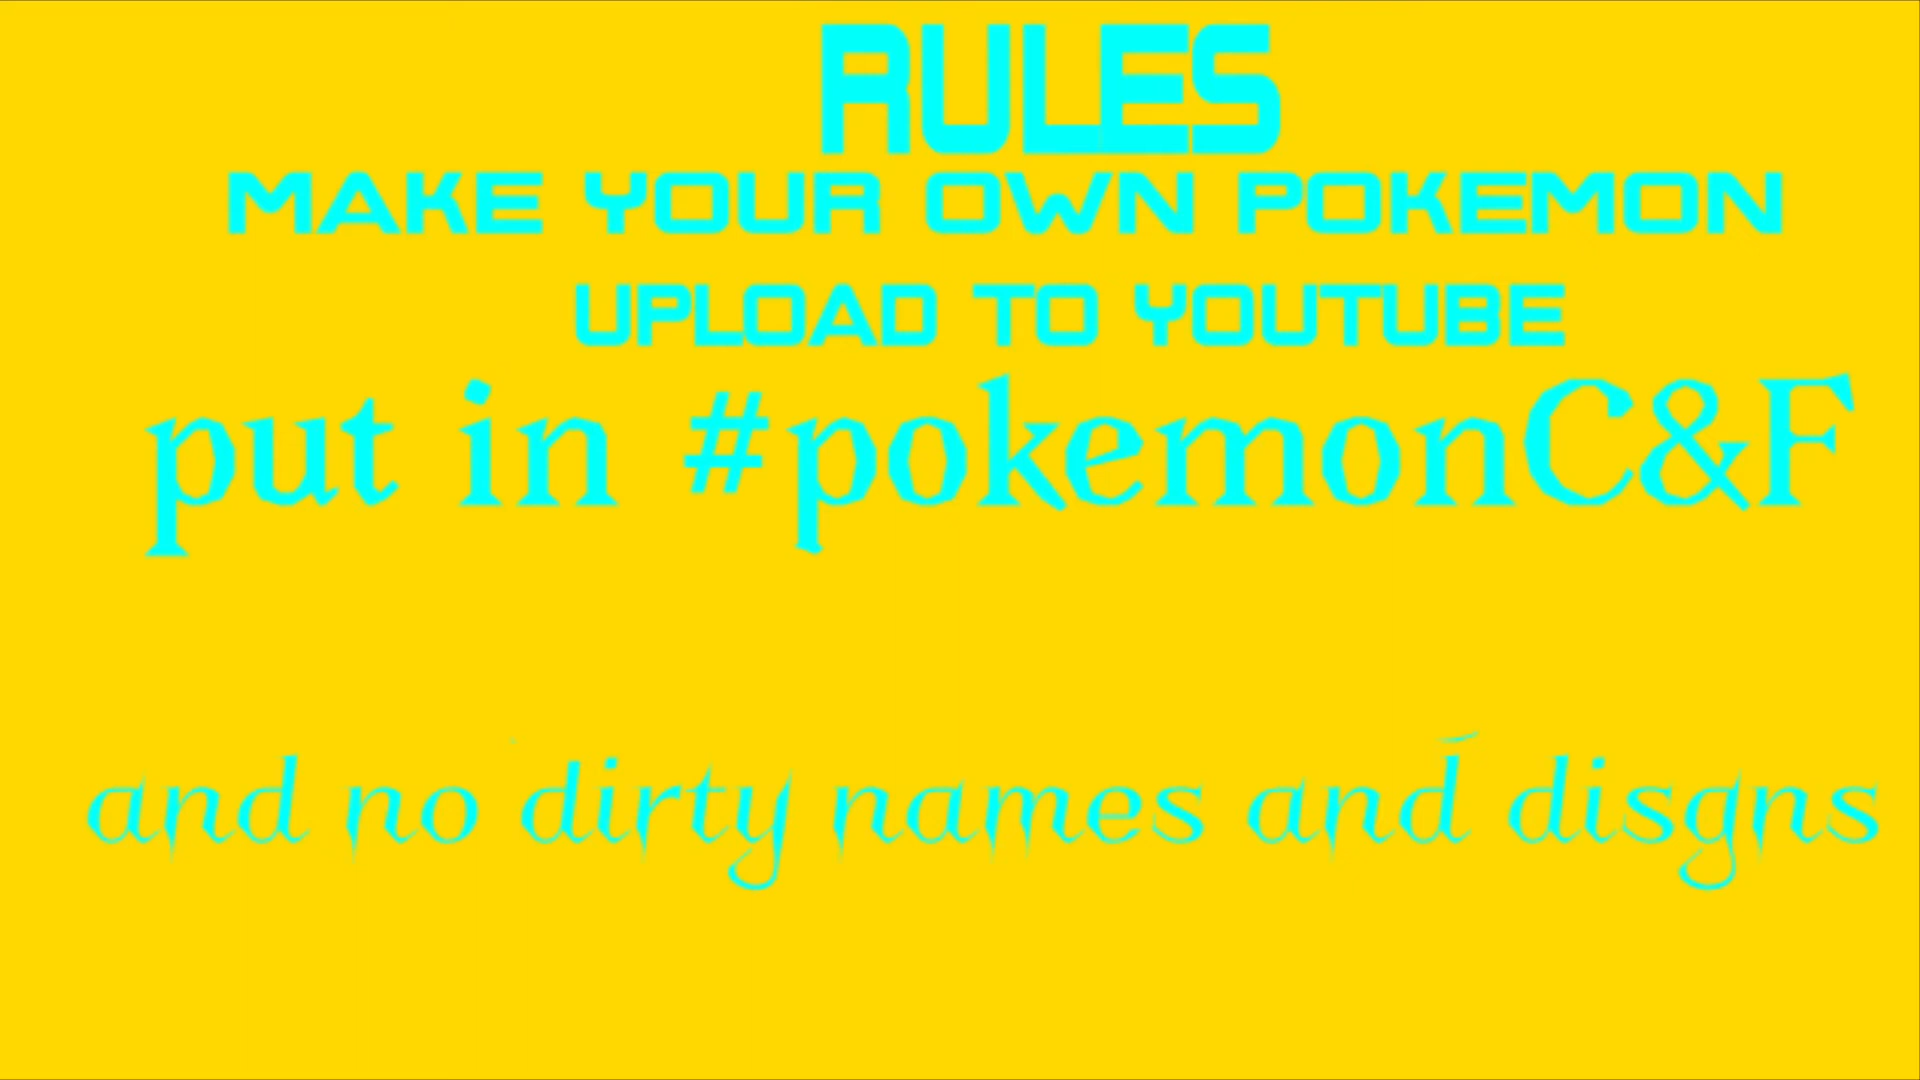 RULES
MAKE YOUR OWN POKEMON
UPLOAD TO YOUTUBE
put in #pokemonC&F
and no dirty names and disgns